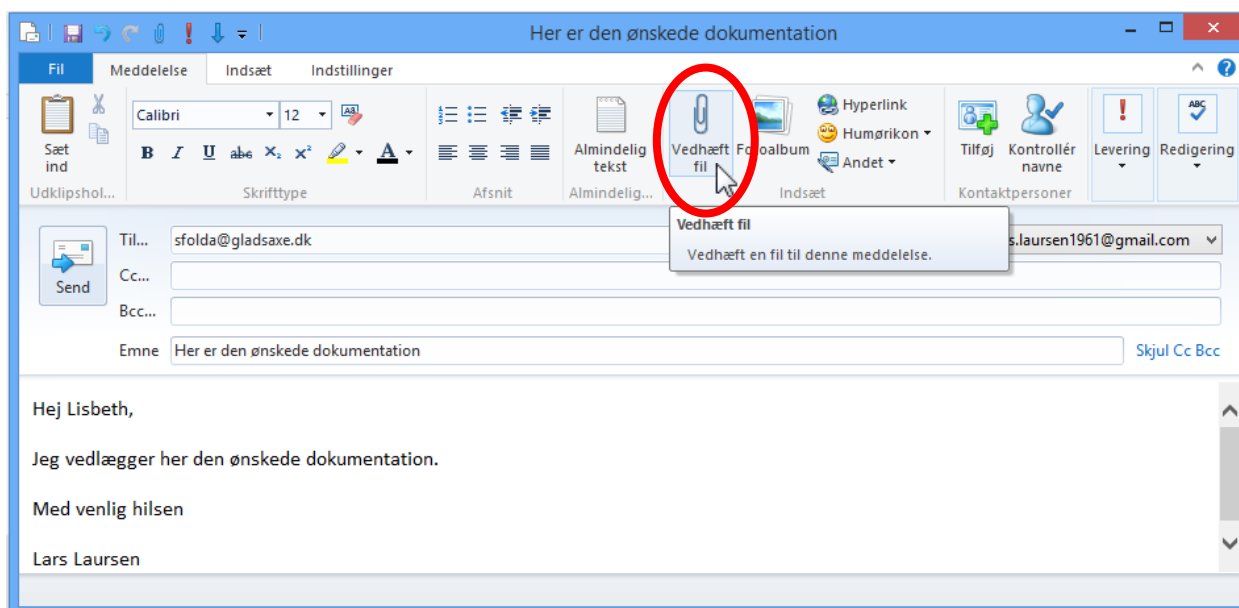 Her er den ønskede dokumentation
Fil Meddelelse Indsæt Indstillinger
Sæt ind
Udklipshol...
Calibri 12
B I U abc X₂ X²
A
Skrifttype
Afsnit
Almindelig tekst
Almindelig...
Vedhæft fil
Fotoalbum
Hyperlink
Humørikon
Andet
Indsæt
Tilføj
Kontrollér navne
Kontaktpersoner
Levering
ABC
Redigering
Vedhæft fil
Vedhæft en fil til denne meddelelse.
Send
Til... sfolda@gladsaxe.dk
s.laursen1961@gmail.com
Cc...
Bcc...
Emne Her er den ønskede dokumentation
Skjul Cc Bcc
Hej Lisbeth,
Jeg vedlægger her den ønskede dokumentation.
Med venlig hilsen
Lars Laursen